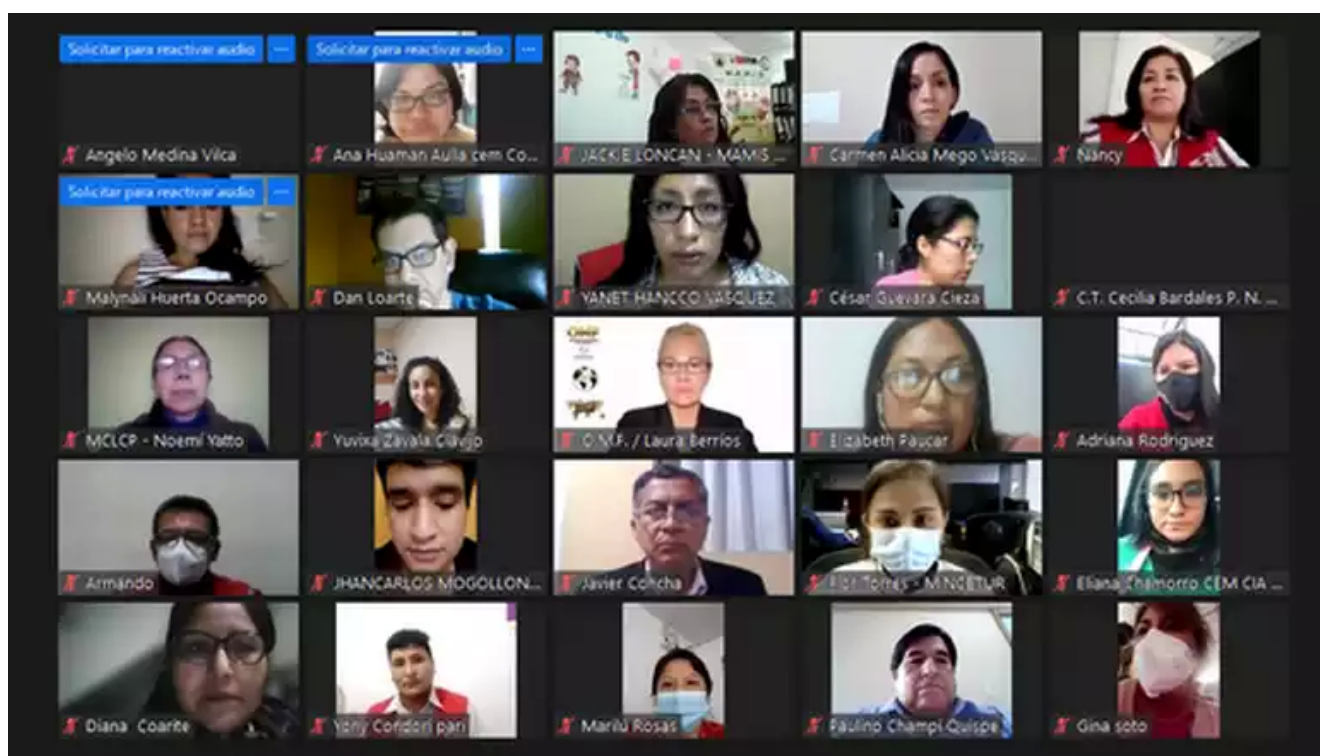 Solicitar para reactivar audio ...
Solicitar para reactivar audio ...
Angelo Medina Vilca
Ana Huaman Aulla cem Co...
JACKIE LONCAN - MAMIS ...
Carmen Alicia Mego Vasqu...
Nancy
Solicitar para reactivar audio ...
Malynali Huerta Ocampo
Dan Loarte
YANET HANCCO VASQUEZ
César Guevara Cieza
C.T. Cecilia Bardales P. N. ...
MCLCP - Noemí Yatto
Yuvixa Zavala Clavijo
O.M.F. / Laura Berríos
Elizabeth Paucar
Adriana Rodriguez
Armando
JHANCARLOS MOGOLLON...
Javier Concha
Flor Torres - MINCETUR
Eliana Chamorro CEM CIA ...
Diana Coarite
Yony Condori pari
Marilú Rosas
Paulino Champi Quispe
Gina soto